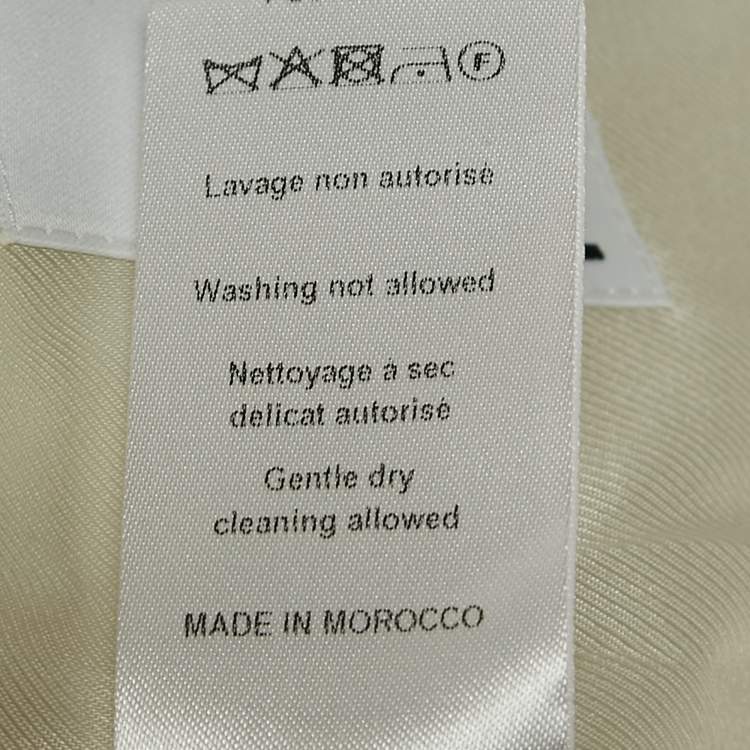 F
Lavage non autorisé
Washing not allowed
Nettoyage à sec
delicat autorisé
Gentle dry
cleaning allowed
MADE IN MOROCCO